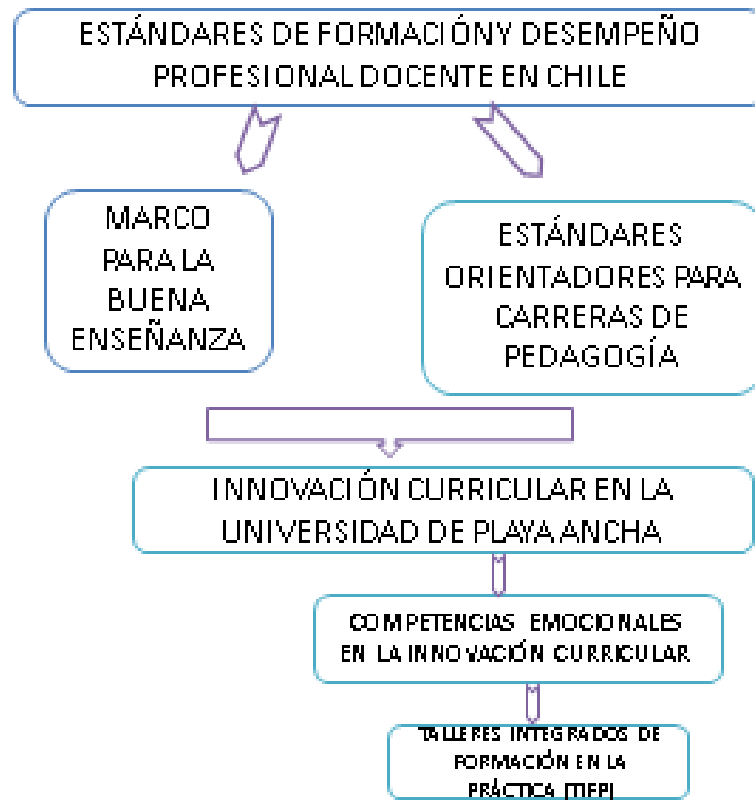 ESTÁNDARES DE FORMACIÓN Y DESEMPEÑO
PROFESIONAL DOCENTE EN CHILE
MARCO
PARA LA
BUENA
ENSEÑANZA
ESTÁNDARES
ORIENTADORES PARA
CARRERAS DE
PEDAGOGÍA
INNOVACIÓN CURRICULAR EN LA
UNIVERSIDAD DE PLAYA ANCHA
COMPETENCIAS EMOCIONALES
EN LA INNOVACIÓN CURRICULAR
TALLERES INTEGRADOS DE
FORMACIÓN EN LA
PRÁCTICA (TIFP)